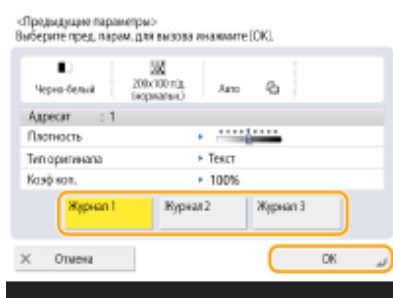 <Предыдущие параметры>
Выберите пред. парам. для вызова и нажмите [OK].
Черно-белый
200x100 т/д
(нормальн.)
Авто
Адресат : 1
Плотность
Тип оригинала
Текст
Коэф коп.
100%
Журнал 1
Журнал 2
Журнал 3
× Отмена
OK